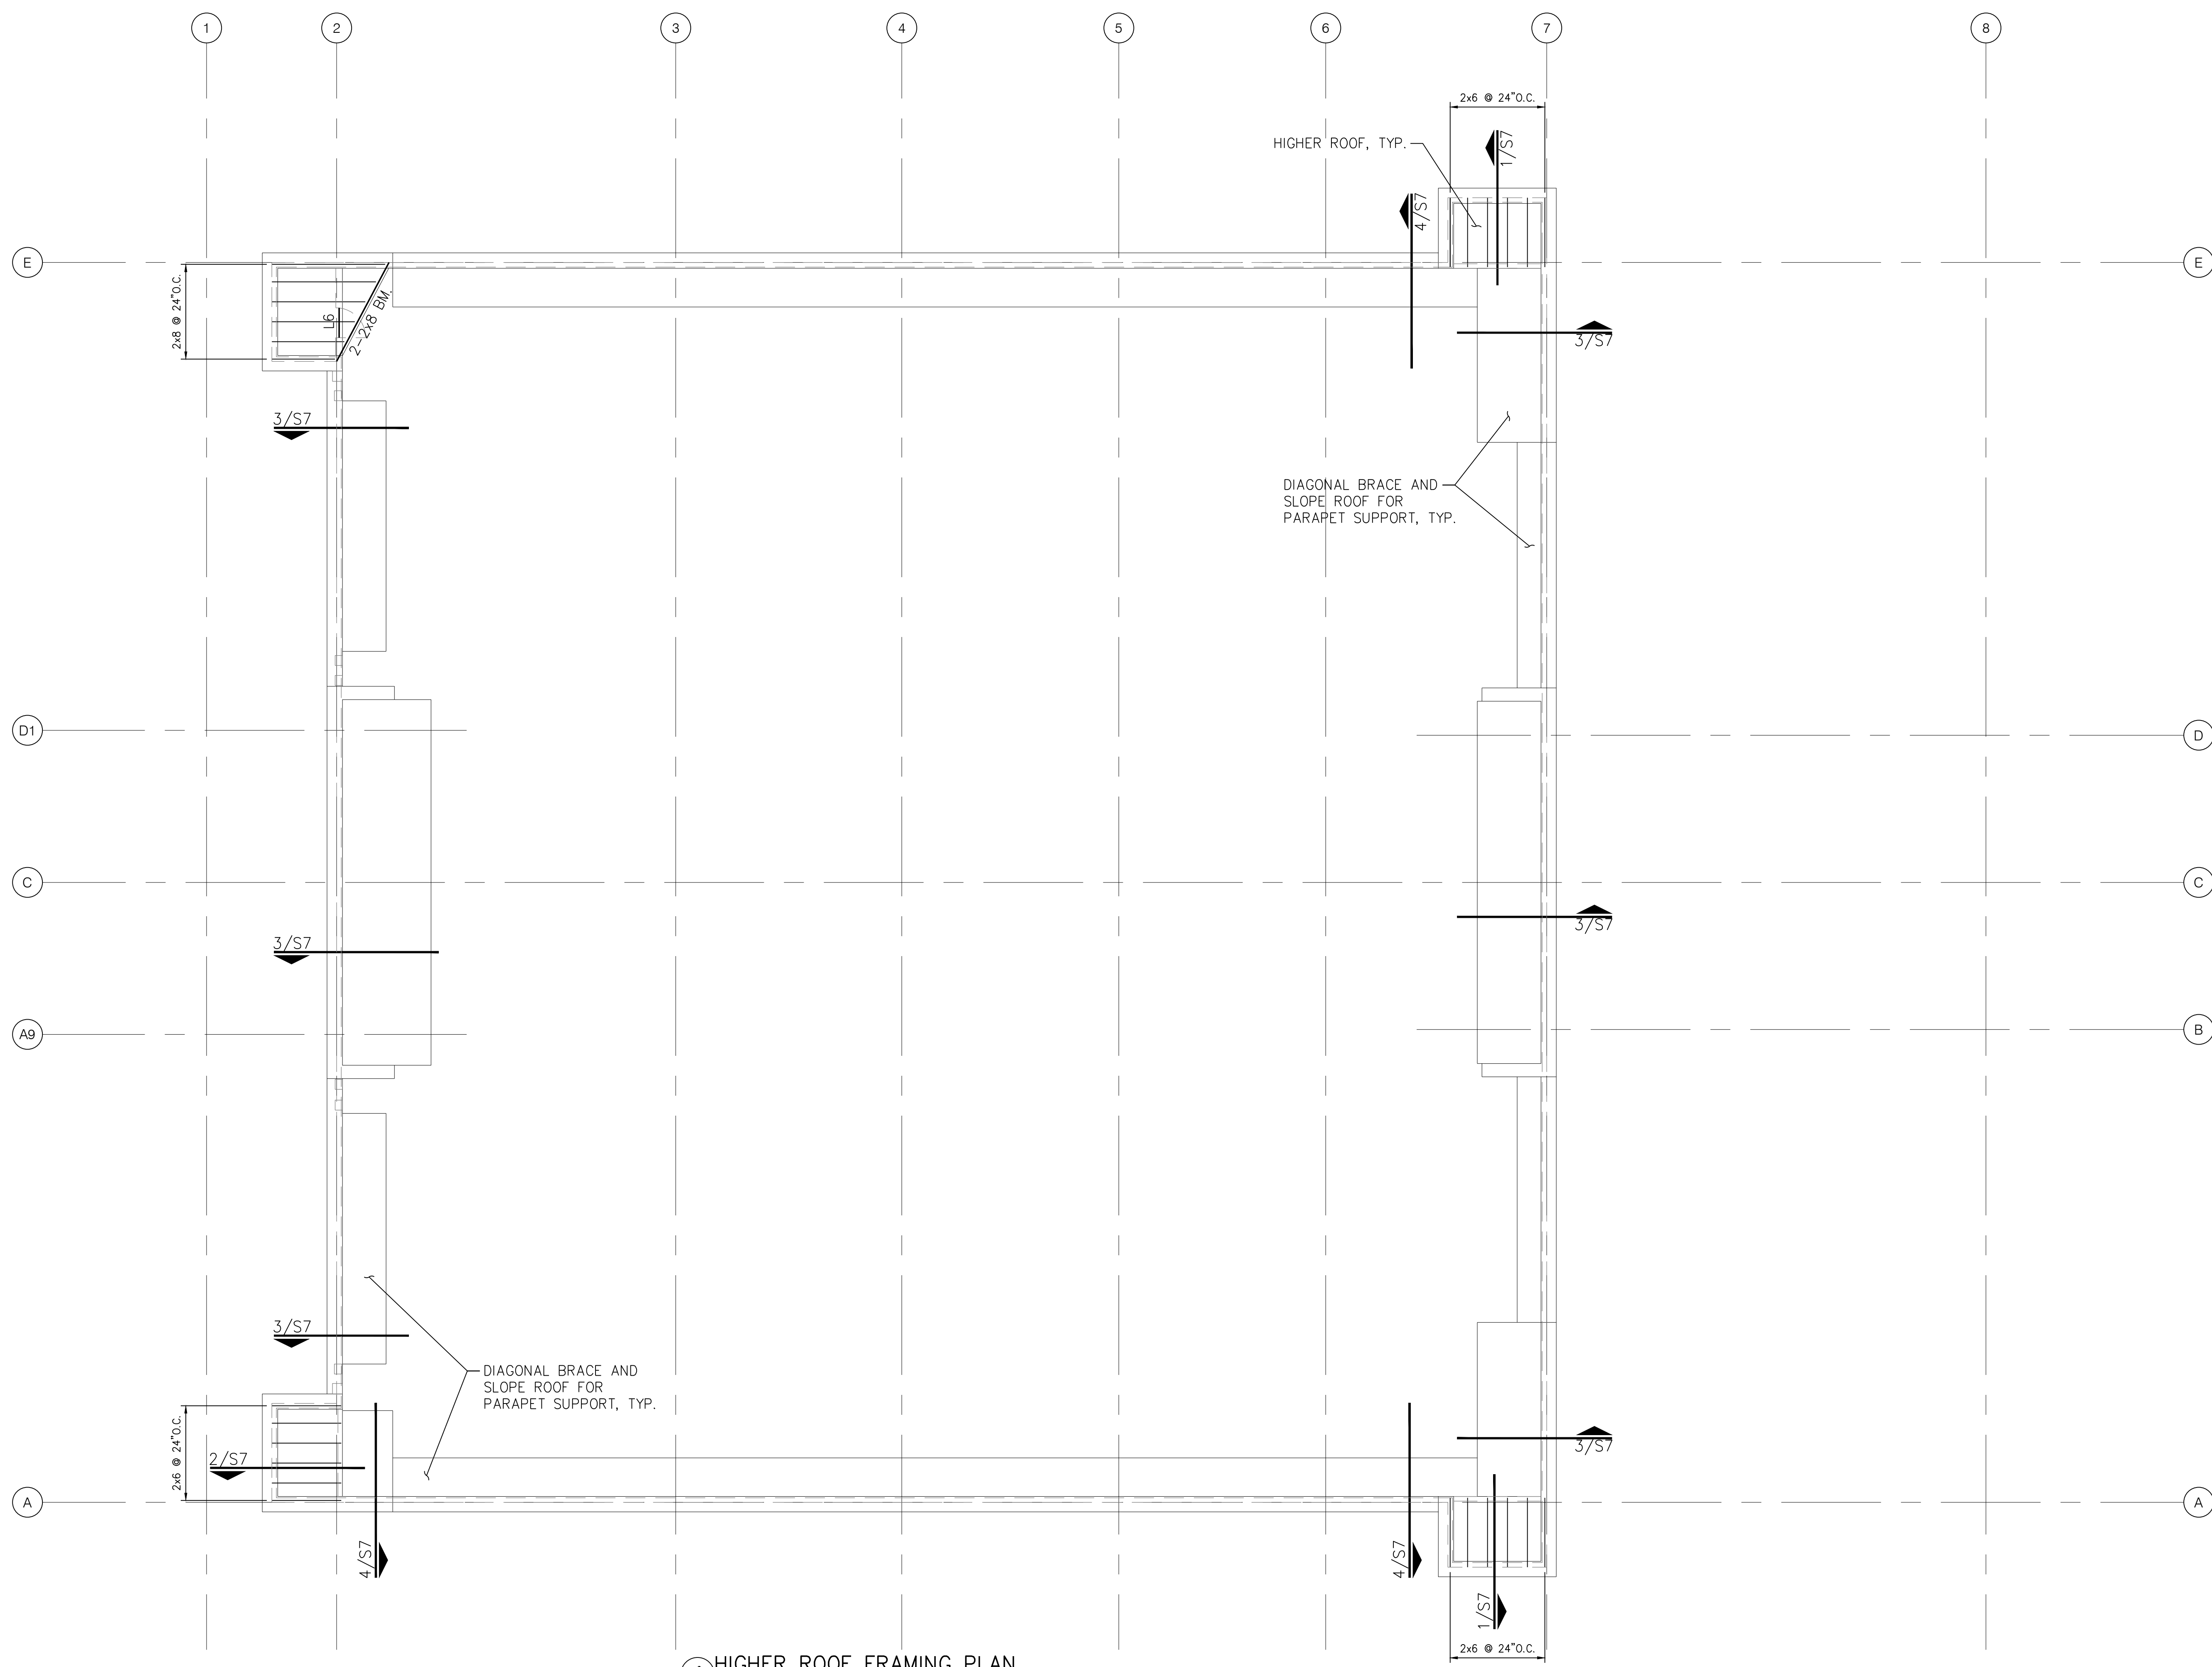 1 2 3 4 5 6 7 8
2x6 @ 24"O.C.
1/S7
HIGHER ROOF, TYP.
4/S7
E
E
2x8 @ 24"O.C.
L6
2-2x8 BM.
3/S7
3/S7
DIAGONAL BRACE AND
SLOPE ROOF FOR
PARAPET SUPPORT, TYP.
D1
D
C
C
3/S7
3/S7
A9
B
3/S7
DIAGONAL BRACE AND
SLOPE ROOF FOR
PARAPET SUPPORT, TYP.
2x6 @ 24"O.C.
2/S7
3/S7
A
A
4/S7
4/S7
1/S7
2x6 @ 24"O.C.
HIGHER ROOF FRAMING PLAN